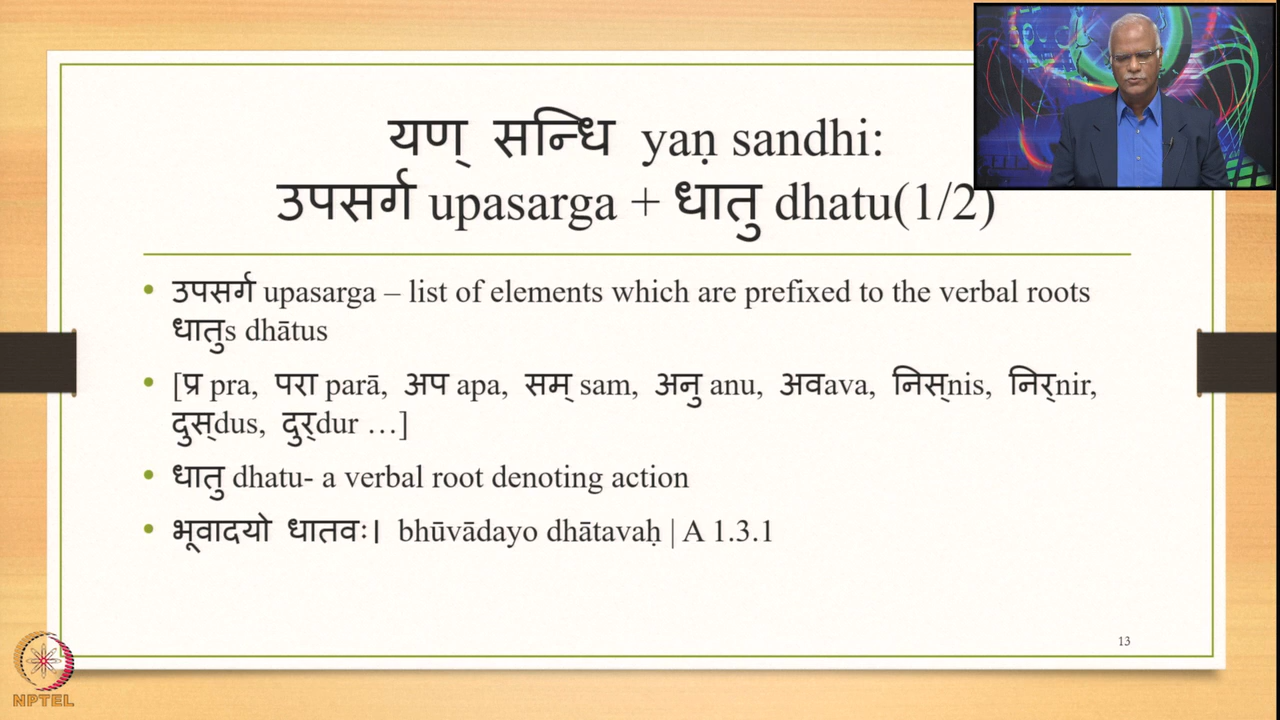 यण् सन्धि yaṇ sandhi:
उपसर्ग upasarga + धातु dhatu(1/2)
• उपसर्ग upasarga – list of elements which are prefixed to the verbal roots
धातुs dhātus
• [प्र pra, परा parā, अप apa, सम् sam, अनु anu, अवava, निस्nis, निर्nir,
दुस्dus, दुर्dur …]
• धातु dhatu- a verbal root denoting action
• भूवादयो धातवः। bhūvādayo dhātavaḥ | A 1.3.1
13
NPTEL